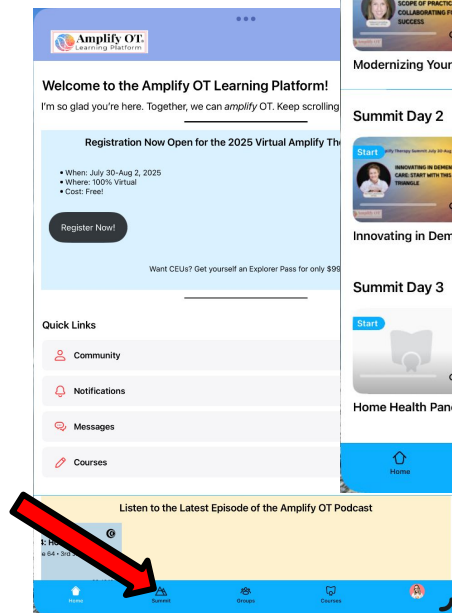 Amplify OT.
Learning Platform
Welcome to the Amplify OT Learning Platform!
I'm so glad you're here. Together, we can amplify OT. Keep scrolling
Registration Now Open for the 2025 Virtual Amplify Th
• When: July 30-Aug 2, 2025
• Where: 100% Virtual
• Cost: Free!
Register Now!
Want CEUs? Get yourself an Explorer Pass for only $99
Quick Links
Community
Notifications
Messages
Courses
Listen to the Latest Episode of the Amplify OT Podcast
Home
Summit
Groups
Courses
SCOPE OF PRACTIC
COLLABORATING F
SUCCESS
Modernizing Your
Summit Day 2
Start
INNOVATING IN DEMEN
CARE: START WITH THIS
TRIANGLE
Innovating in Dem
Summit Day 3
Start
Home Health Pan
Home